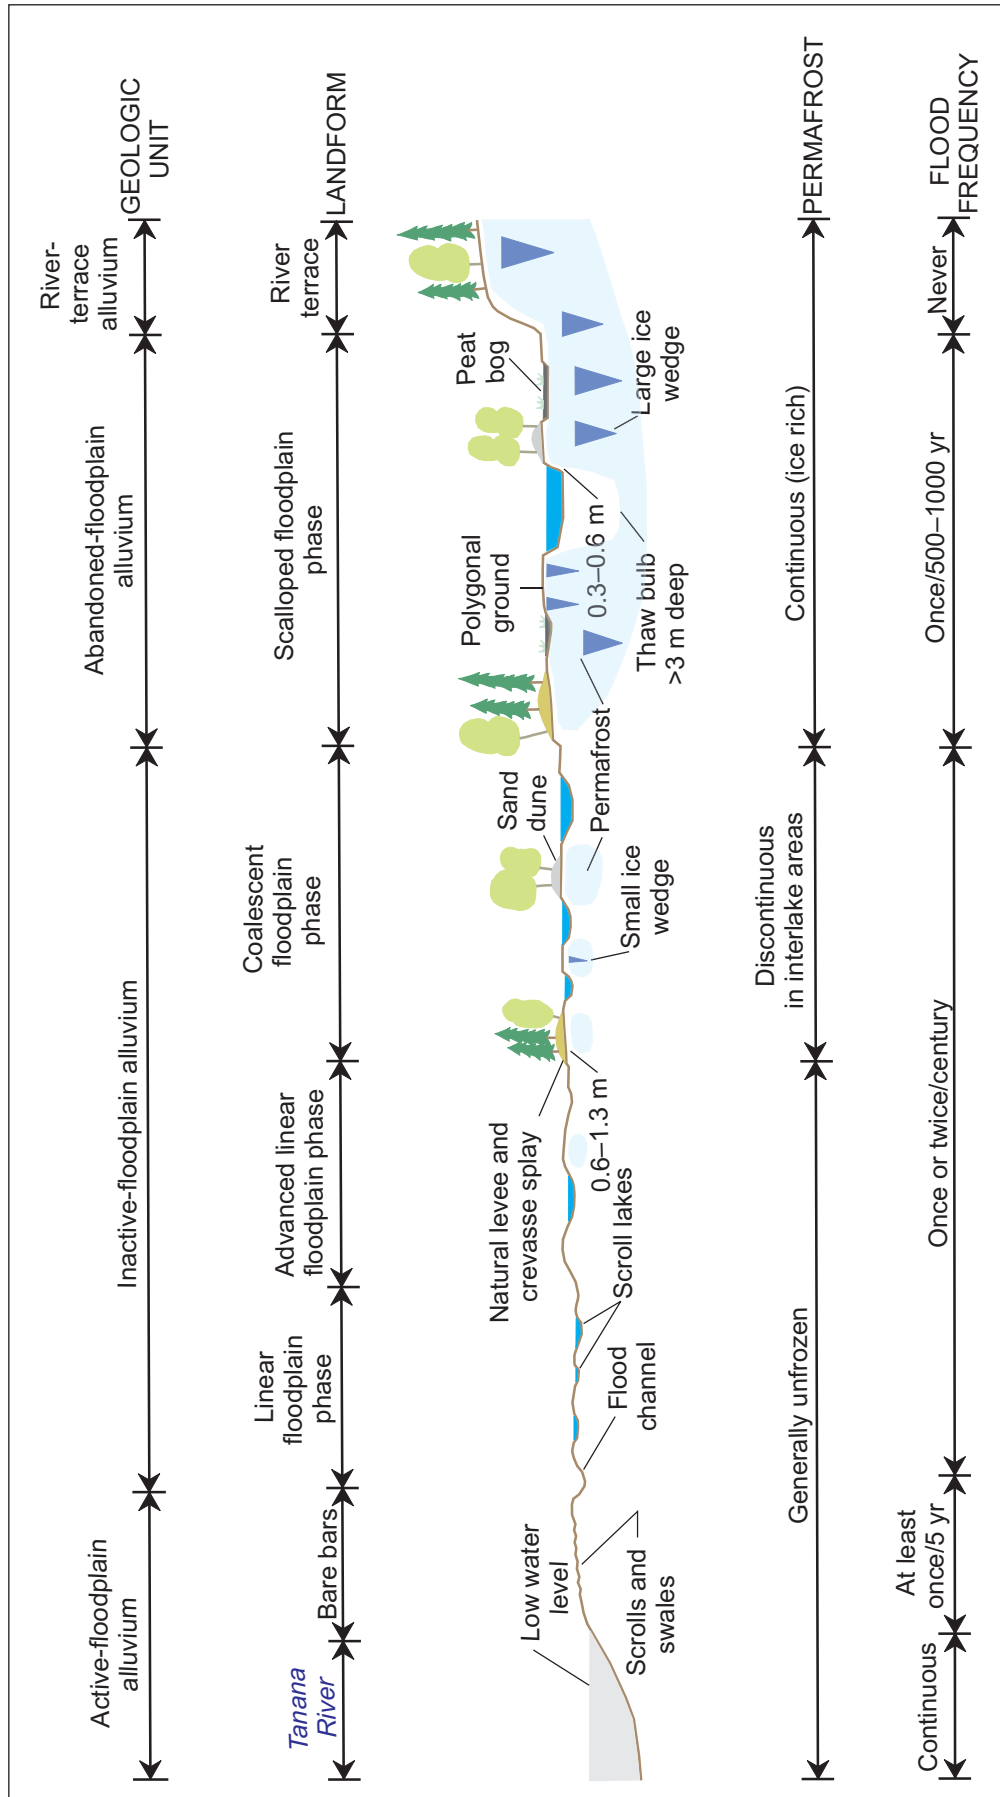 Active-floodplain
alluvium
Inactive-floodplain alluvium
Abandoned-floodplain
alluvium
River-
terrace
alluvium
GEOLOGIC
UNIT
Tanana
River
Bare bars
Linear
floodplain
phase
Advanced linear
floodplain phase
Coalescent
floodplain
phase
Scalloped floodplain
phase
River
terrace
LANDFORM
Low water
level
Scrolls and
swales
Flood
channel
Scroll lakes
Natural levee and
crevasse splay
0.6–1.3 m
Small ice
wedge
Sand
dune
Permafrost
Polygonal
ground
0.3–0.6 m
Thaw bulb
>3 m deep
Peat
bog
Large ice
wedge
Generally unfrozen
Discontinuous
in interlake areas
Continuous (ice rich)
PERMAFROST
Continuous
At least
once/5 yr
Once or twice/century
Once/500–1000 yr
Never
FLOOD
FREQUENCY